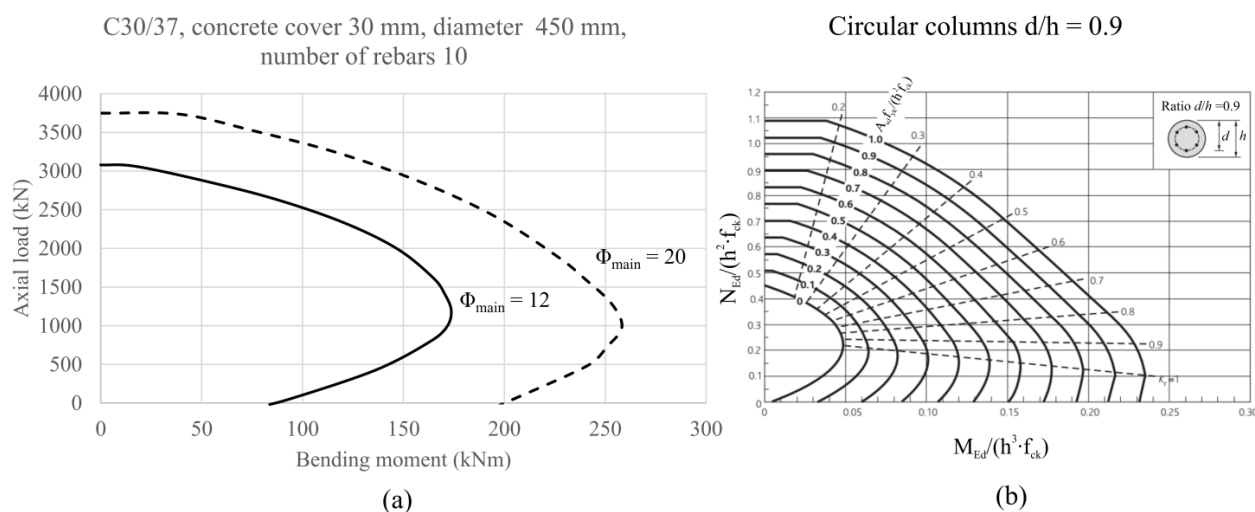 C30/37, concrete cover 30 mm, diameter  450 mm,
number of rebars 10
4000
3500
3000
2500
2000
1500
1000
500
0
Axial load (kN)
Φmain = 20
Φmain = 12
0 50 100 150 200 250 300
Bending moment (kNm)
(a)
Circular columns d/h = 0.9
1.2
1.1
1.0
0.9
0.8
0.7
0.6
0.5
0.4
0.3
0.2
0.1
0
N_Ed/(h²·f_ck)
0.2
0.3
0.4
0.5
0.6
0.7
0.8
0.9
K_r=1
1.0
0.9
0.8
0.7
0.6
0.5
0.4
0.3
0.2
0.1
0
Ratio d/h =0.9
d h
0 0.05 0.10 0.15 0.20 0.25 0.30
M_Ed/(h³·f_ck)
(b)